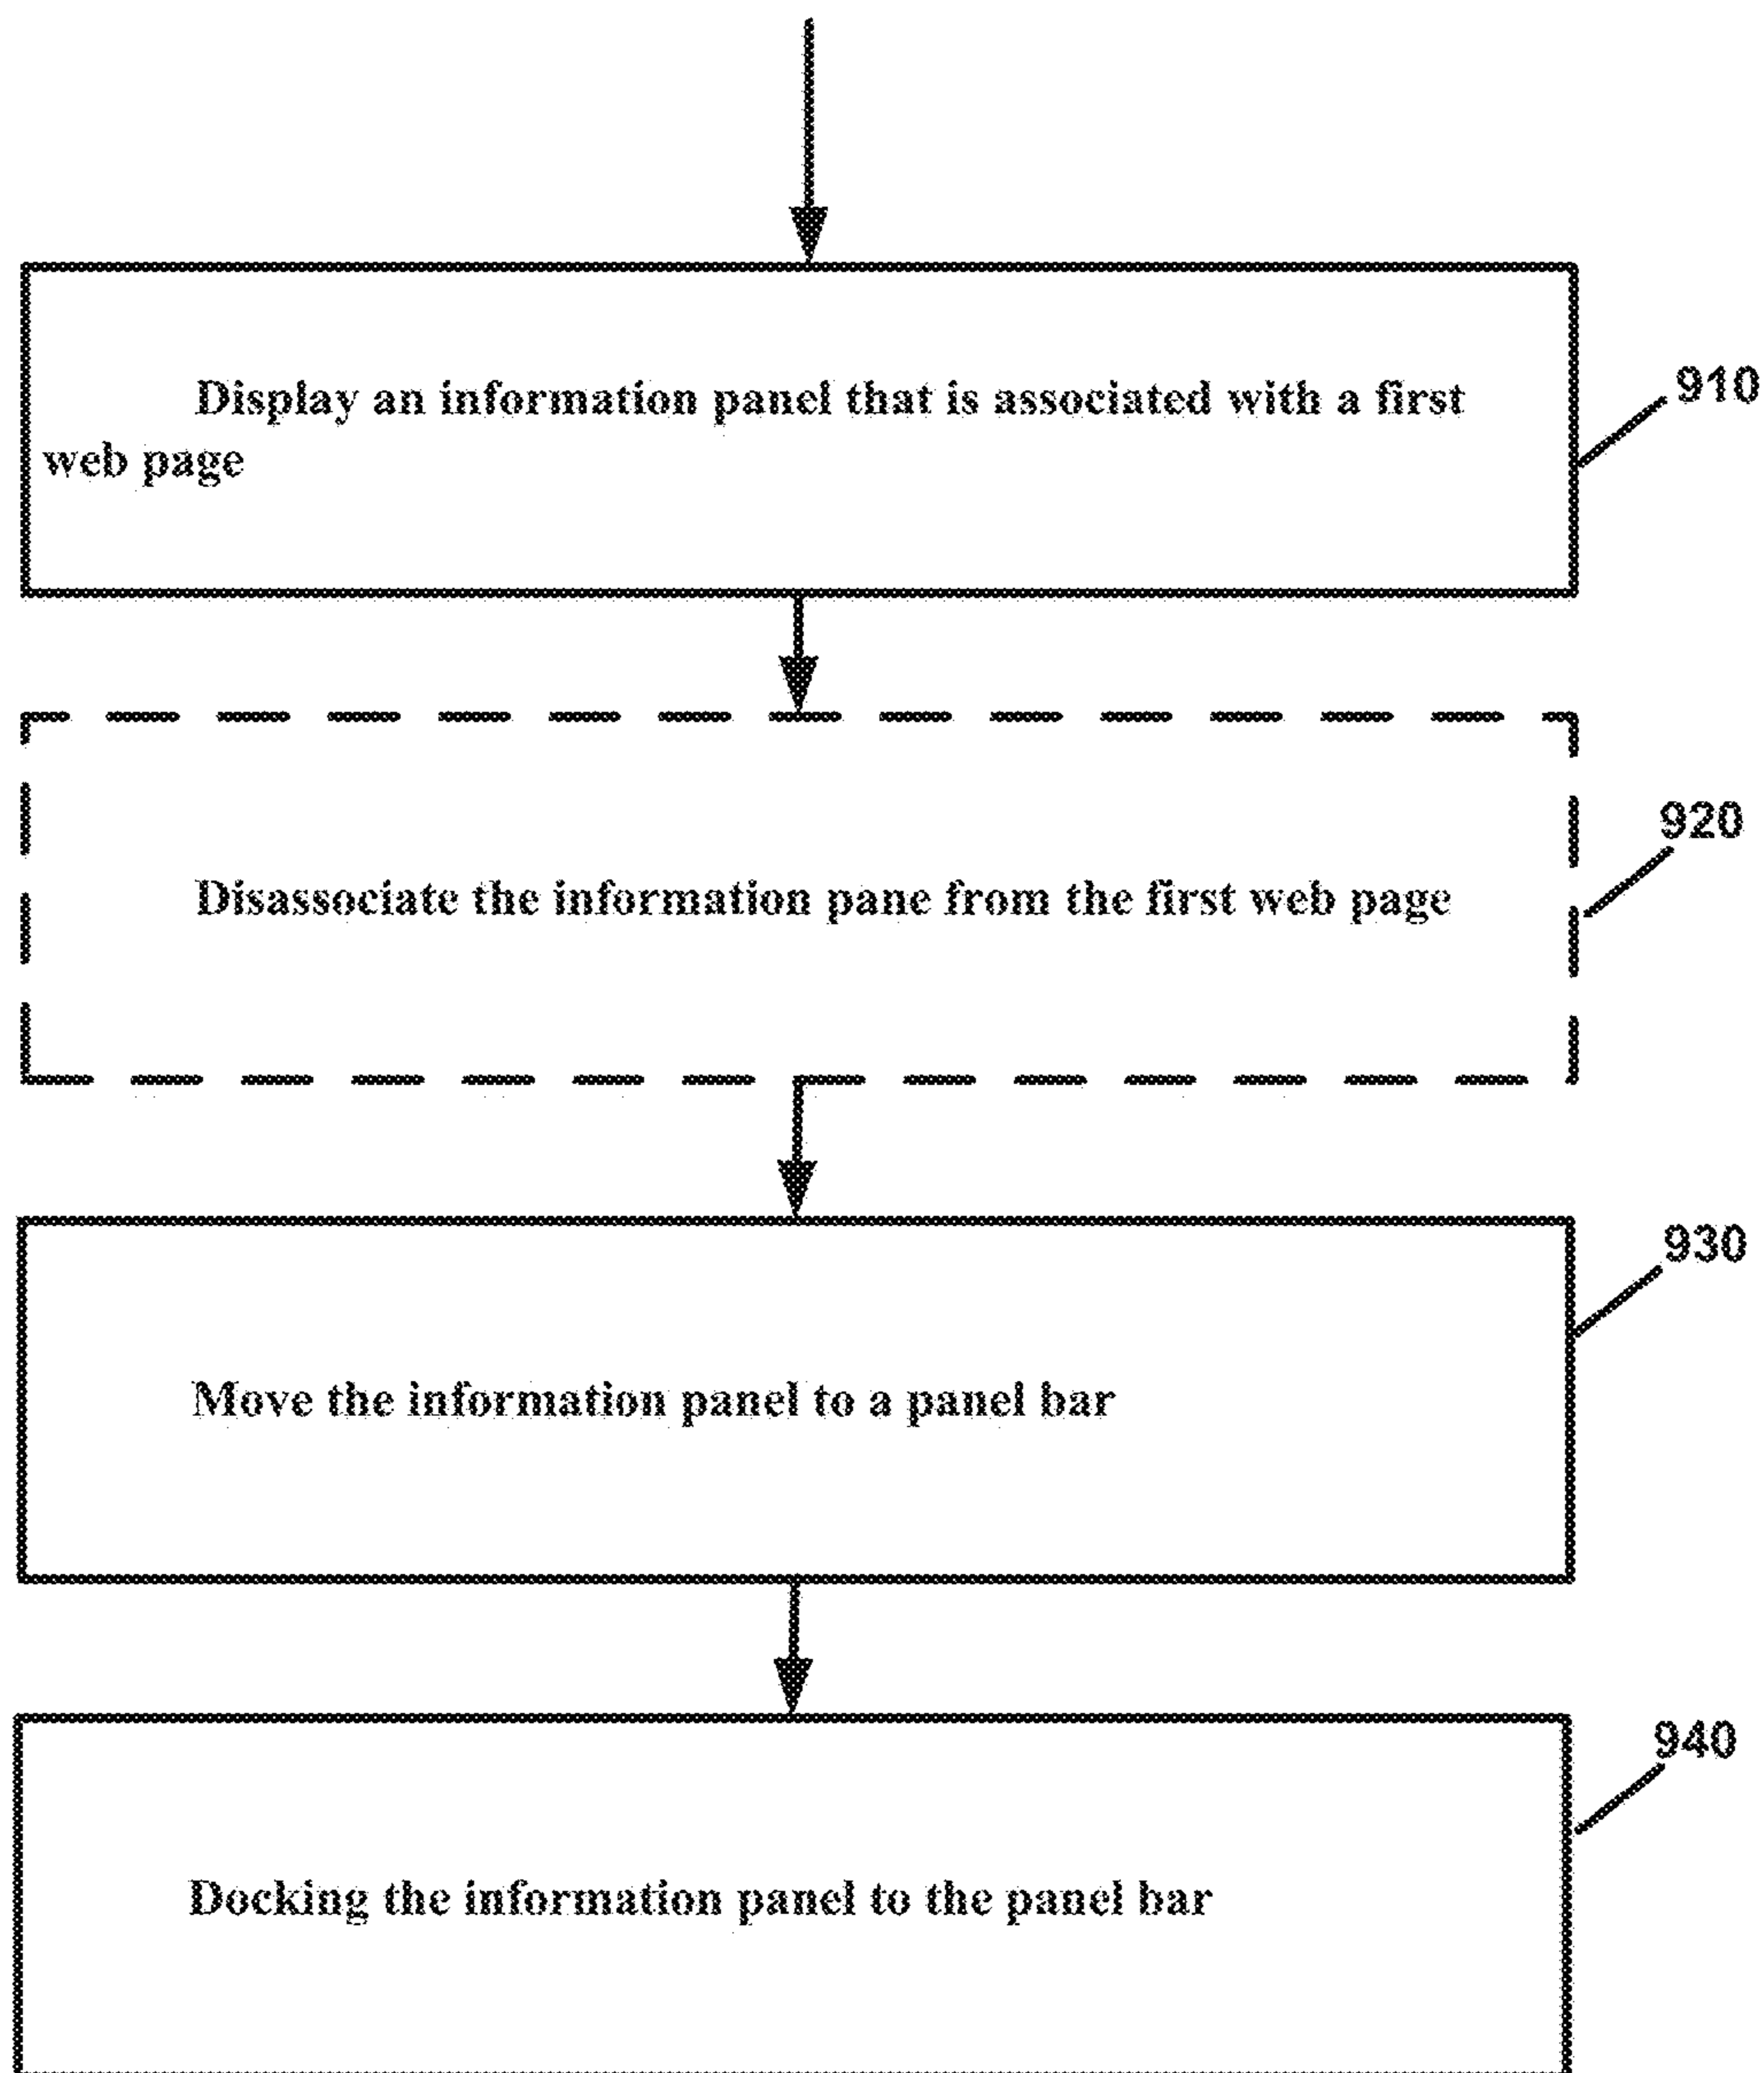 Display an information panel that is associated with a first
web page
910
Disassociate the information pane from the first web page
920
Move the information panel to a panel bar
930
Docking the information panel to the panel bar
940